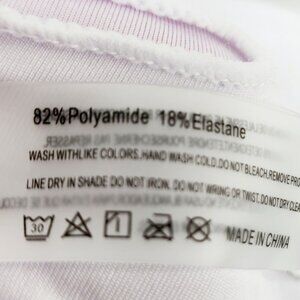 82%Polyamide 18%Elastane
WASH WITH LIKE COLORS.HAND WASH COLD.DO NOT BLEACH.REMOVE PRO
LINE DRY IN SHADE DO NOT IRON. DO NOT WRING OR TWIST.DO NOT DRY CLEA
30
MADE IN CHINA